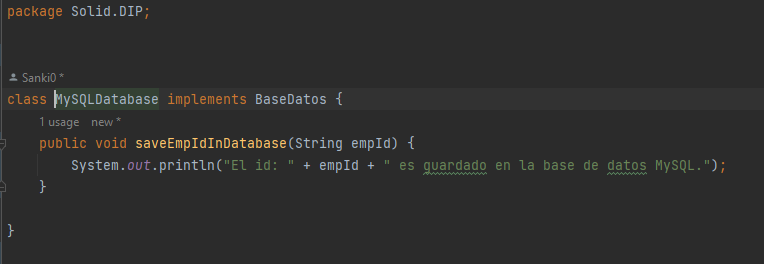 package Solid.DIP;
Sanki0 *
class MySQLDatabase implements BaseDatos {
1 usage new *
public void saveEmpIdInDatabase(String empId) {
System.out.println("El id: " + empId + " es guardado en la base de datos MySQL.");
}
}